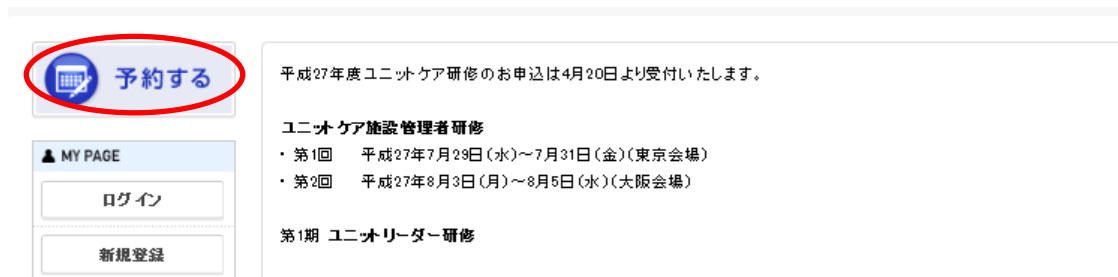 予約する
MY PAGE
ログイン
新規登録
平成27年度ユニットケア研修のお申込は4月20日より受付いたします。
ユニットケア施設管理者研修
・ 第1回　平成27年7月29日(水)～7月31日(金)(東京会場)
・ 第2回　平成27年8月3日(月)～8月5日(水)(大阪会場)
第1期 ユニットリーダー研修